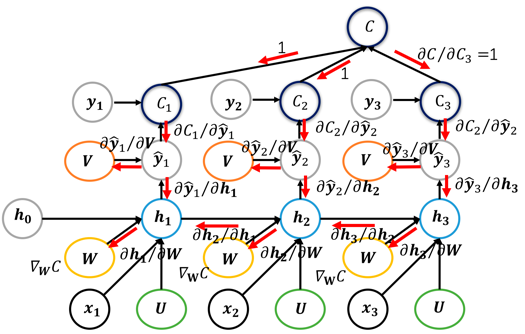 C
1
1
∂C/∂C₃ = 1
y₁
C₁
y₂
C₂
y₃
C₃
∂C₁/∂ŷ₁
∂C₂/∂ŷ₂
∂C₂/∂ŷ₂
∂ŷ₁/∂V
∂ŷ₂/∂V
∂ŷ₃/∂V
V
ŷ₁
V
ŷ₂
V
ŷ₃
∂ŷ₁/∂h₁
∂ŷ₂/∂h₂
∂ŷ₃/∂h₃
h₀
h₁
∂h₂/∂h₁
h₂
∂h₃/∂h₂
h₃
W
∂h₁/∂W
W
∂h₂/∂W
W
∂h₃/∂W
∇_W C
∇_W C
∇_W C
x₁
U
x₂
U
x₃
U